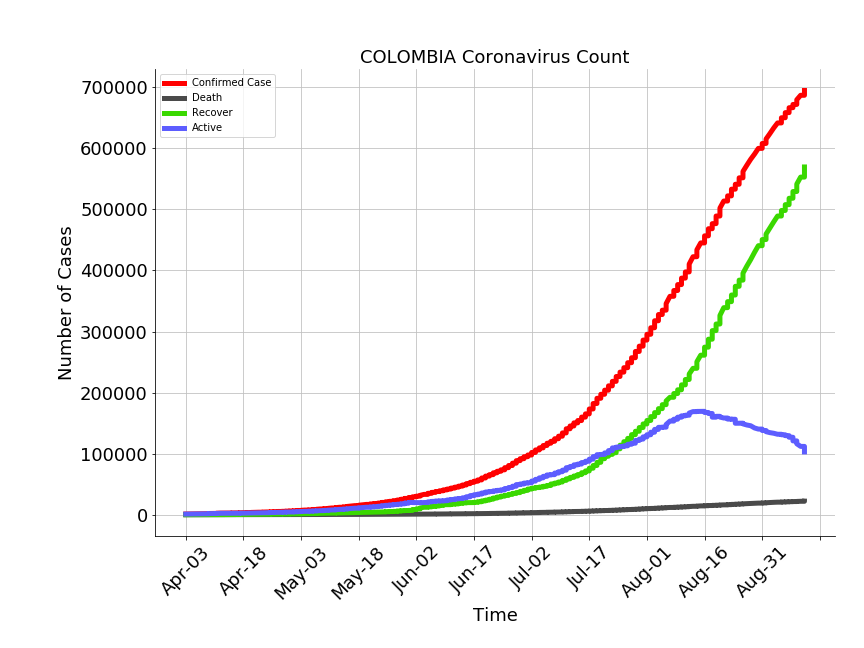 COLOMBIA Coronavirus Count
Confirmed Case
Death
Recover
Active
Number of Cases
700000
600000
500000
400000
300000
200000
100000
0
Apr-03
Apr-18
May-03
May-18
Jun-02
Jun-17
Jul-02
Jul-17
Aug-01
Aug-16
Aug-31
Time